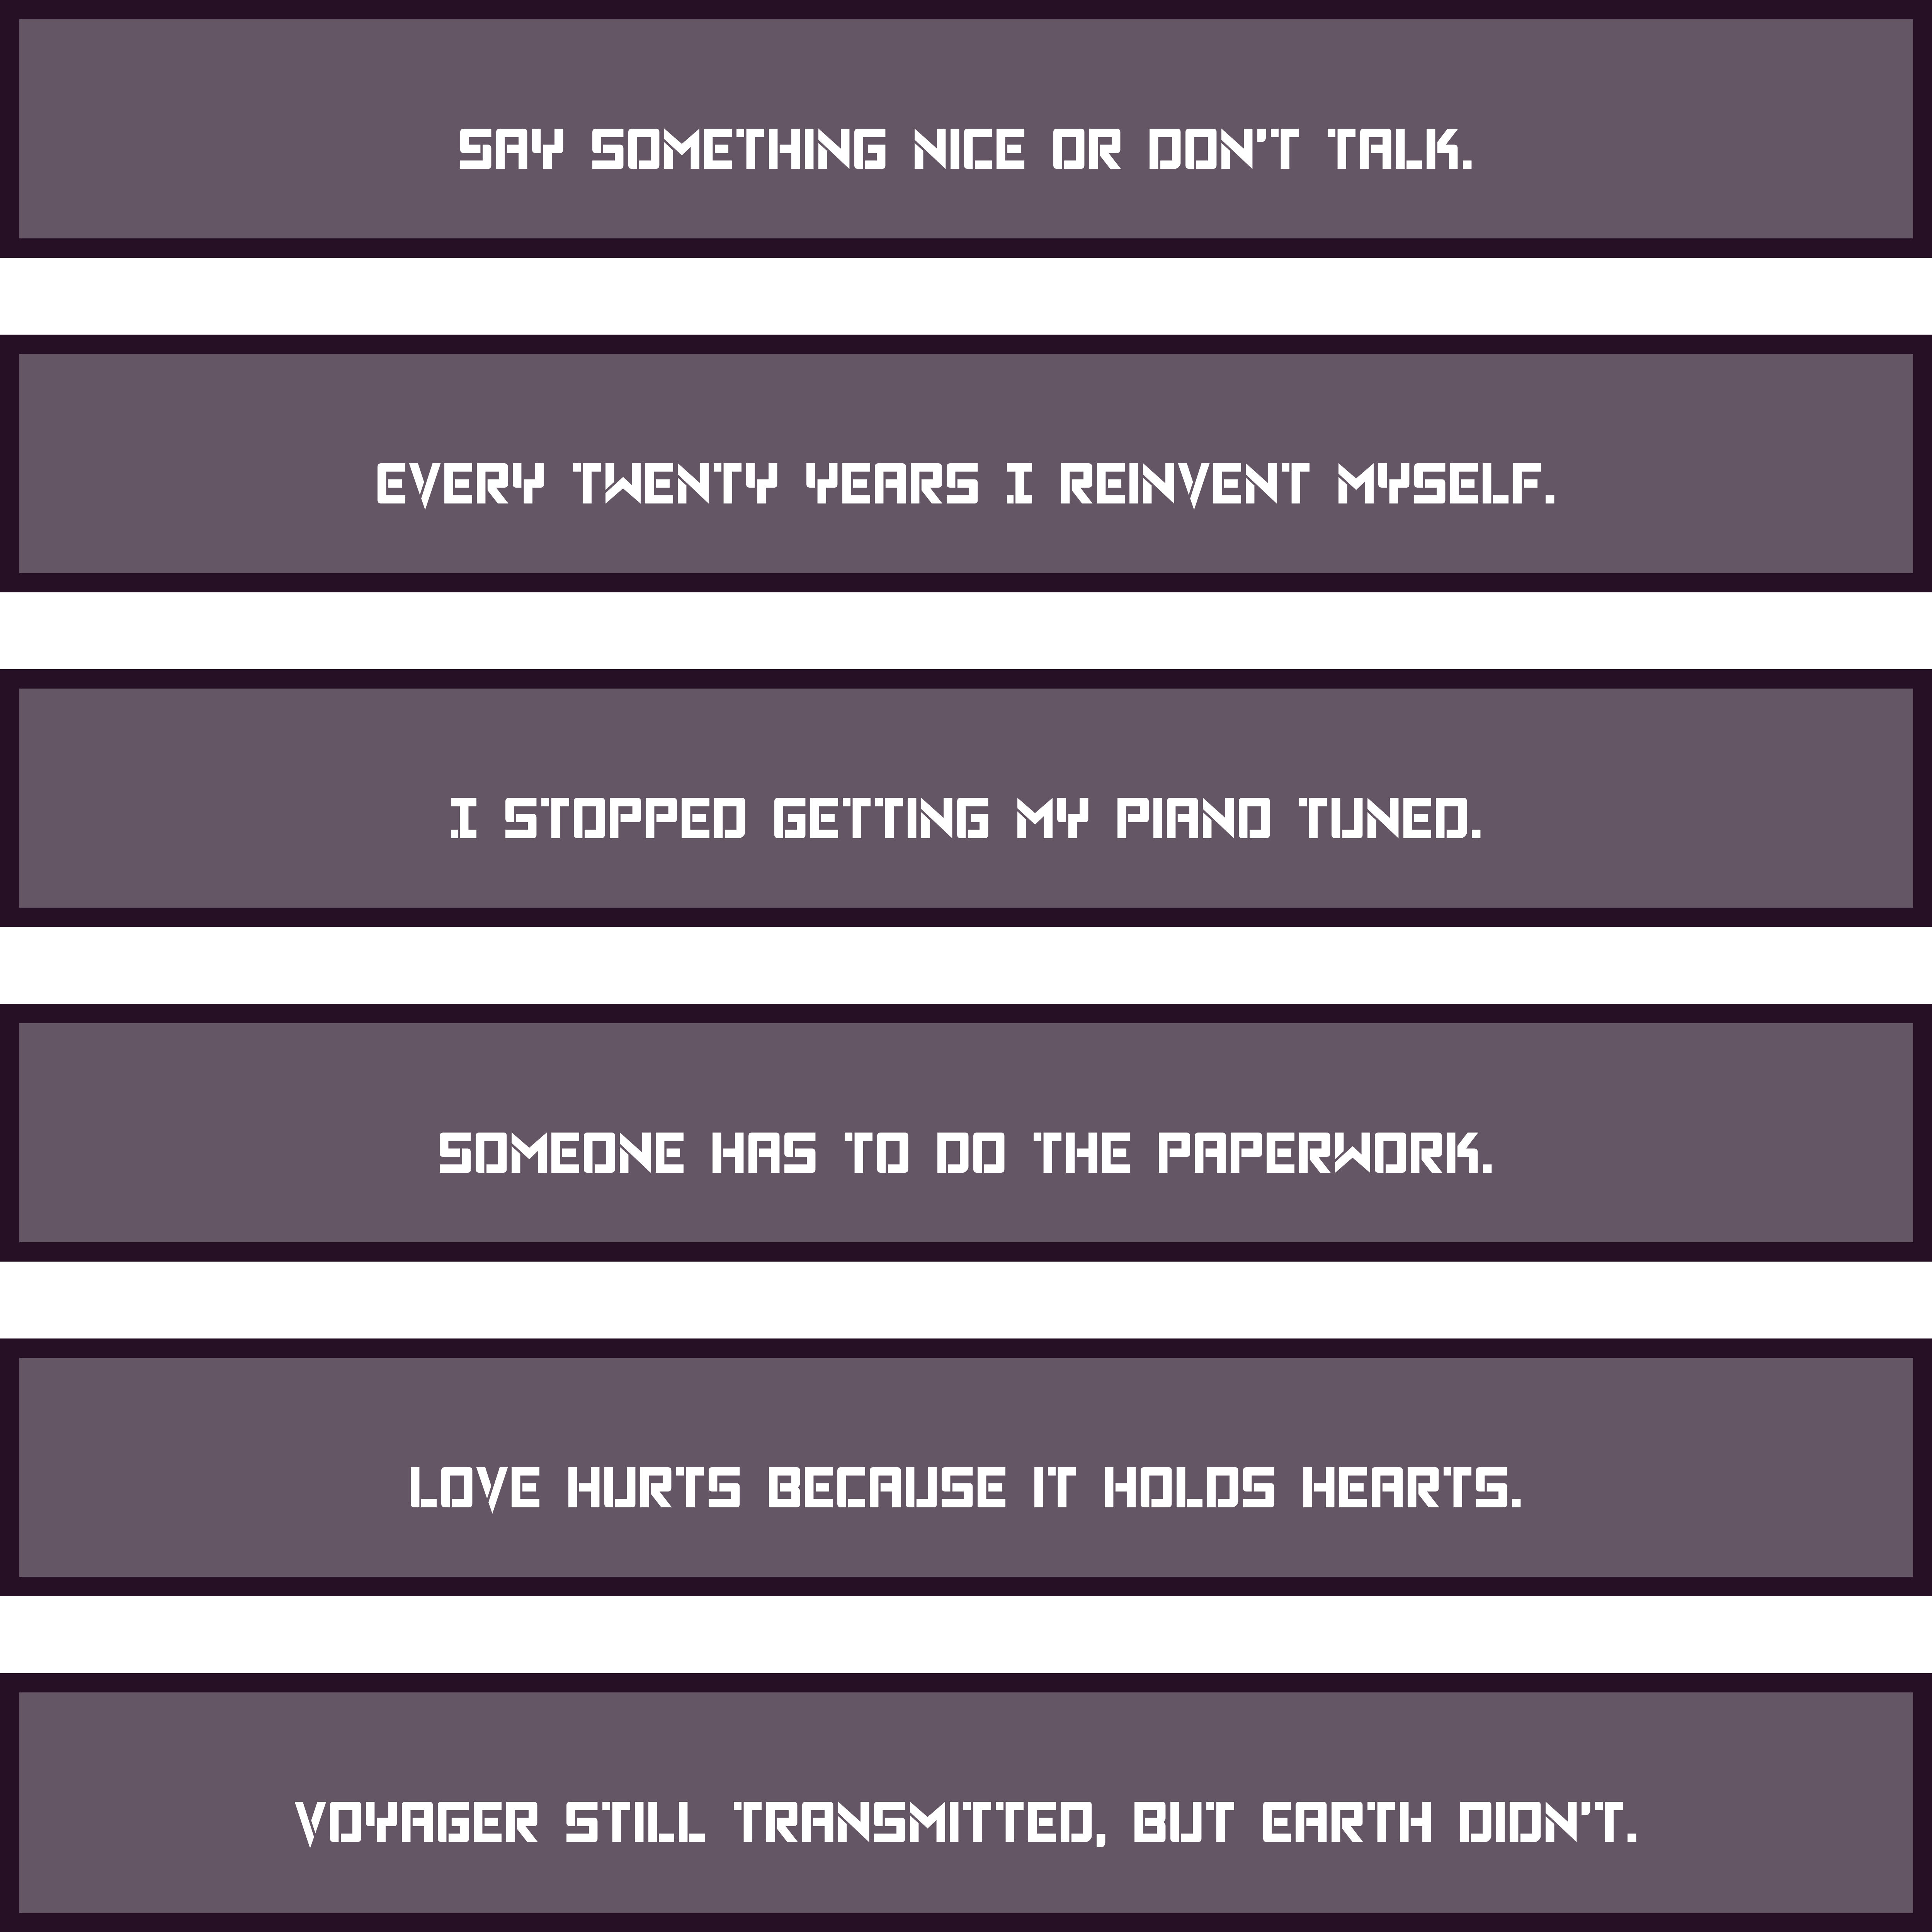 SAY SOMETHING NICE OR DON'T TALK.
EVERY TWENTY YEARS I REINVENT MYSELF.
I STOPPED GETTING MY PIANO TUNED.
SOMEONE HAS TO DO THE PAPERWORK.
LOVE HURTS BECAUSE IT HOLDS HEARTS.
VOYAGER STILL TRANSMITTED, BUT EARTH DIDN'T.